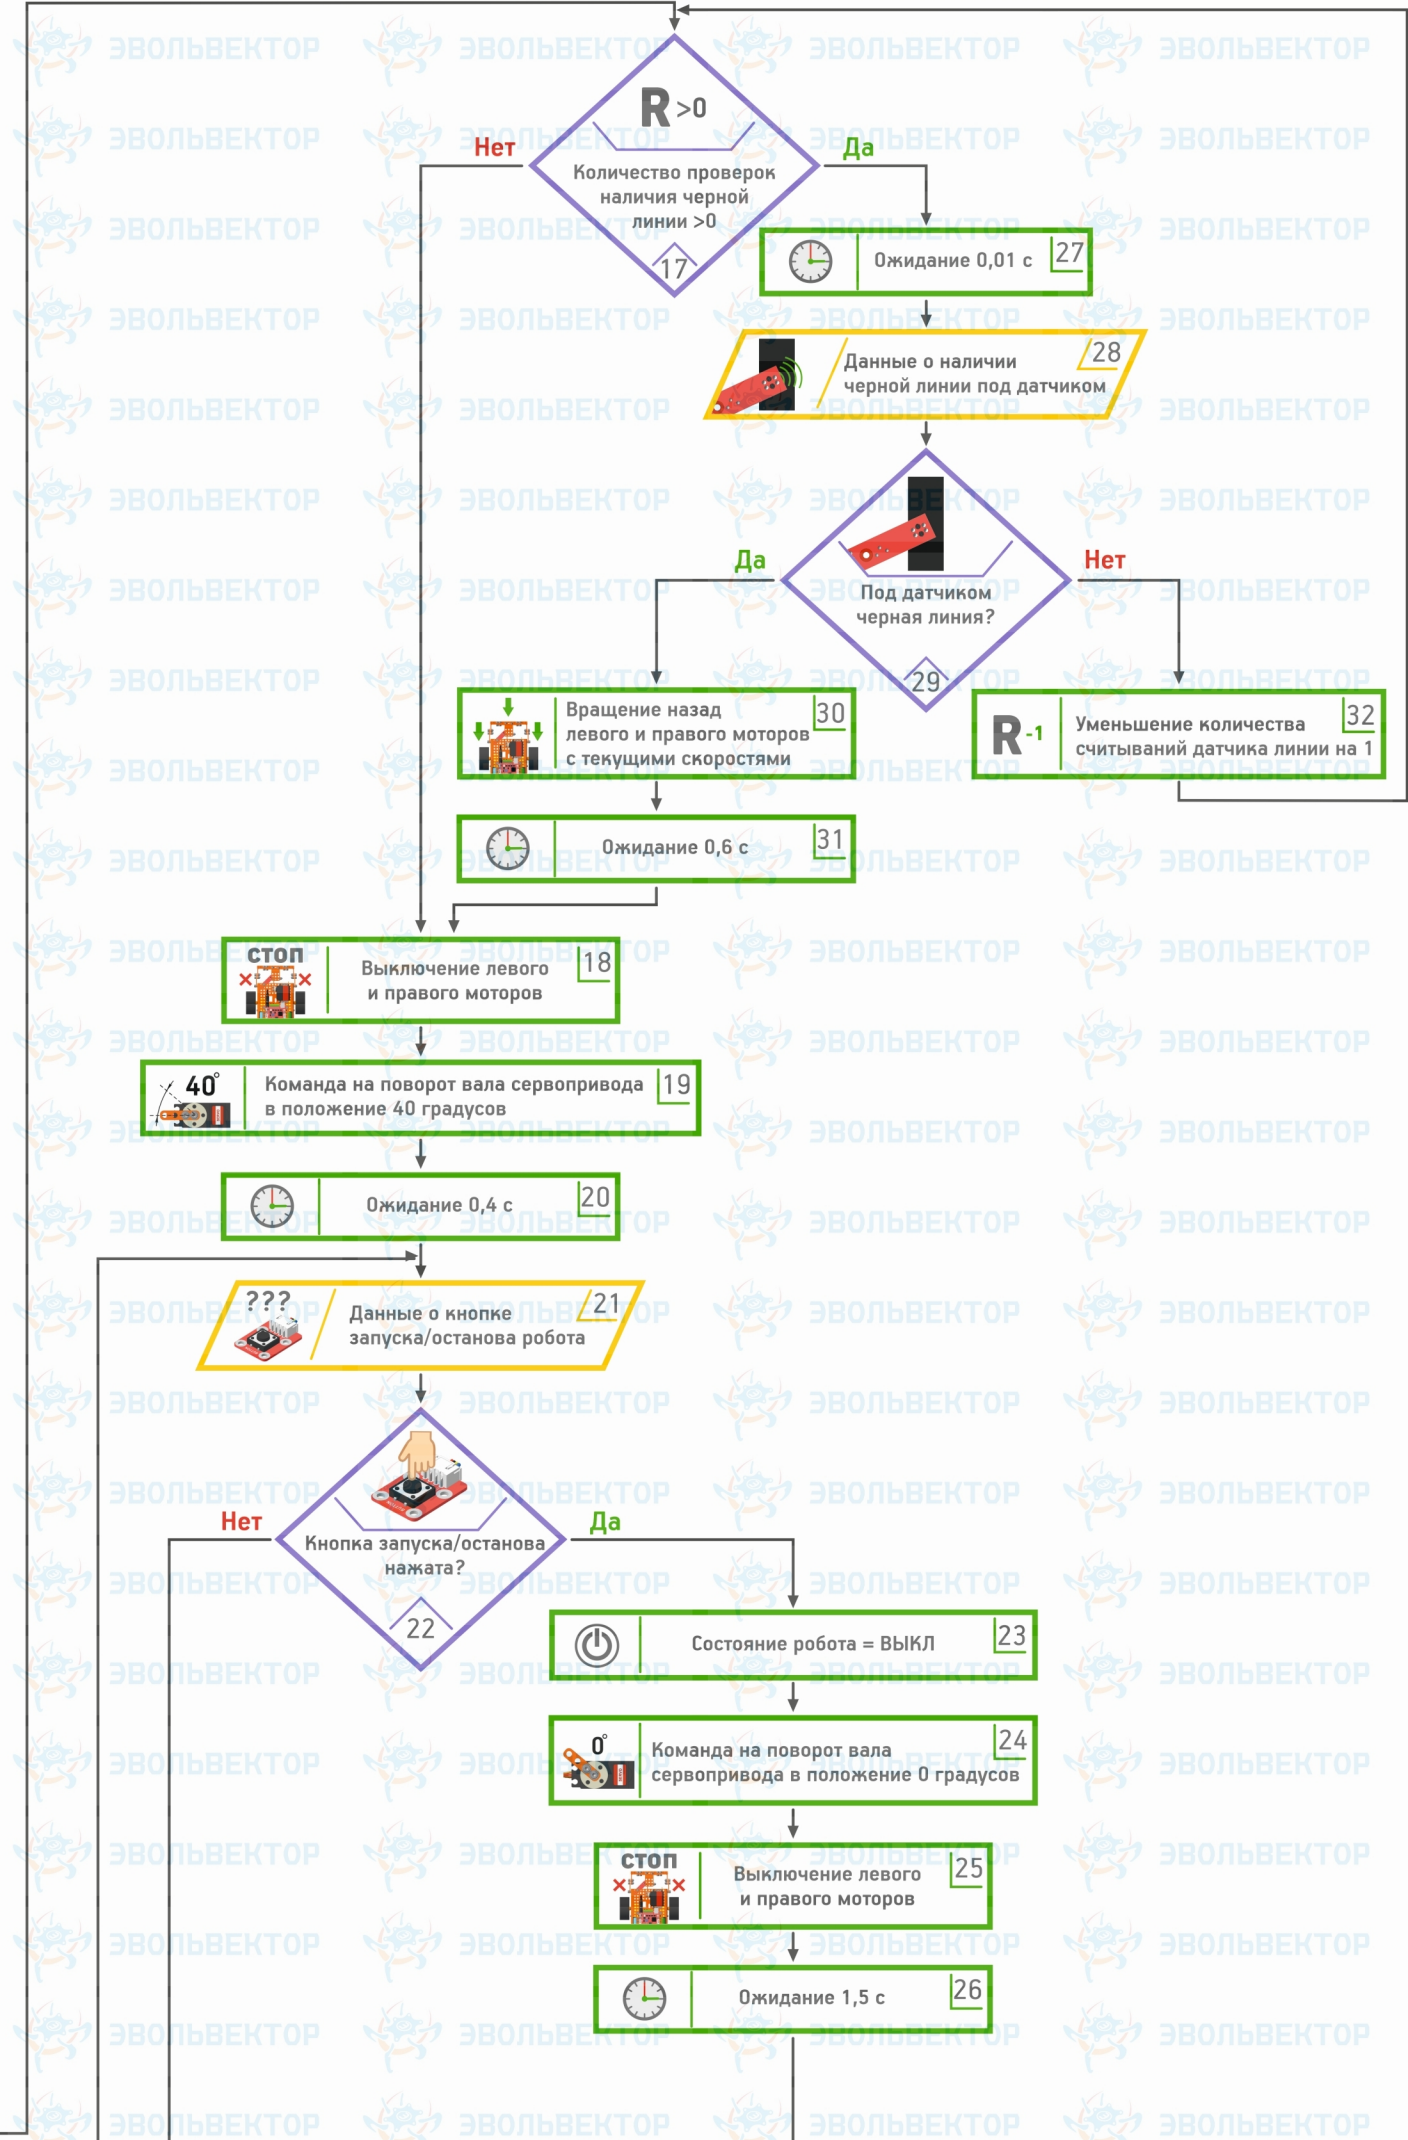 R >0
Нет
Да
Количество проверок
наличия черной
линии >0
17
Ожидание 0,01 с
27
Данные о наличии
черной линии под датчиком
28
Да
Нет
Под датчиком
черная линия?
29
Вращение назад
левого и правого моторов
с текущими скоростями
30
R-1
Уменьшение количества
считываний датчика линии на 1
32
Ожидание 0,6 с
31
СТОП
Выключение левого
и правого моторов
18
40°
Команда на поворот вала сервопривода
в положение 40 градусов
19
Ожидание 0,4 с
20
???
Данные о кнопке
запуска/останова робота
21
Нет
Да
Кнопка запуска/останова
нажата?
22
Состояние робота = ВЫКЛ
23
0°
Команда на поворот вала
сервопривода в положение 0 градусов
24
СТОП
Выключение левого
и правого моторов
25
Ожидание 1,5 с
26
ЭВОЛЬВЕКТОР